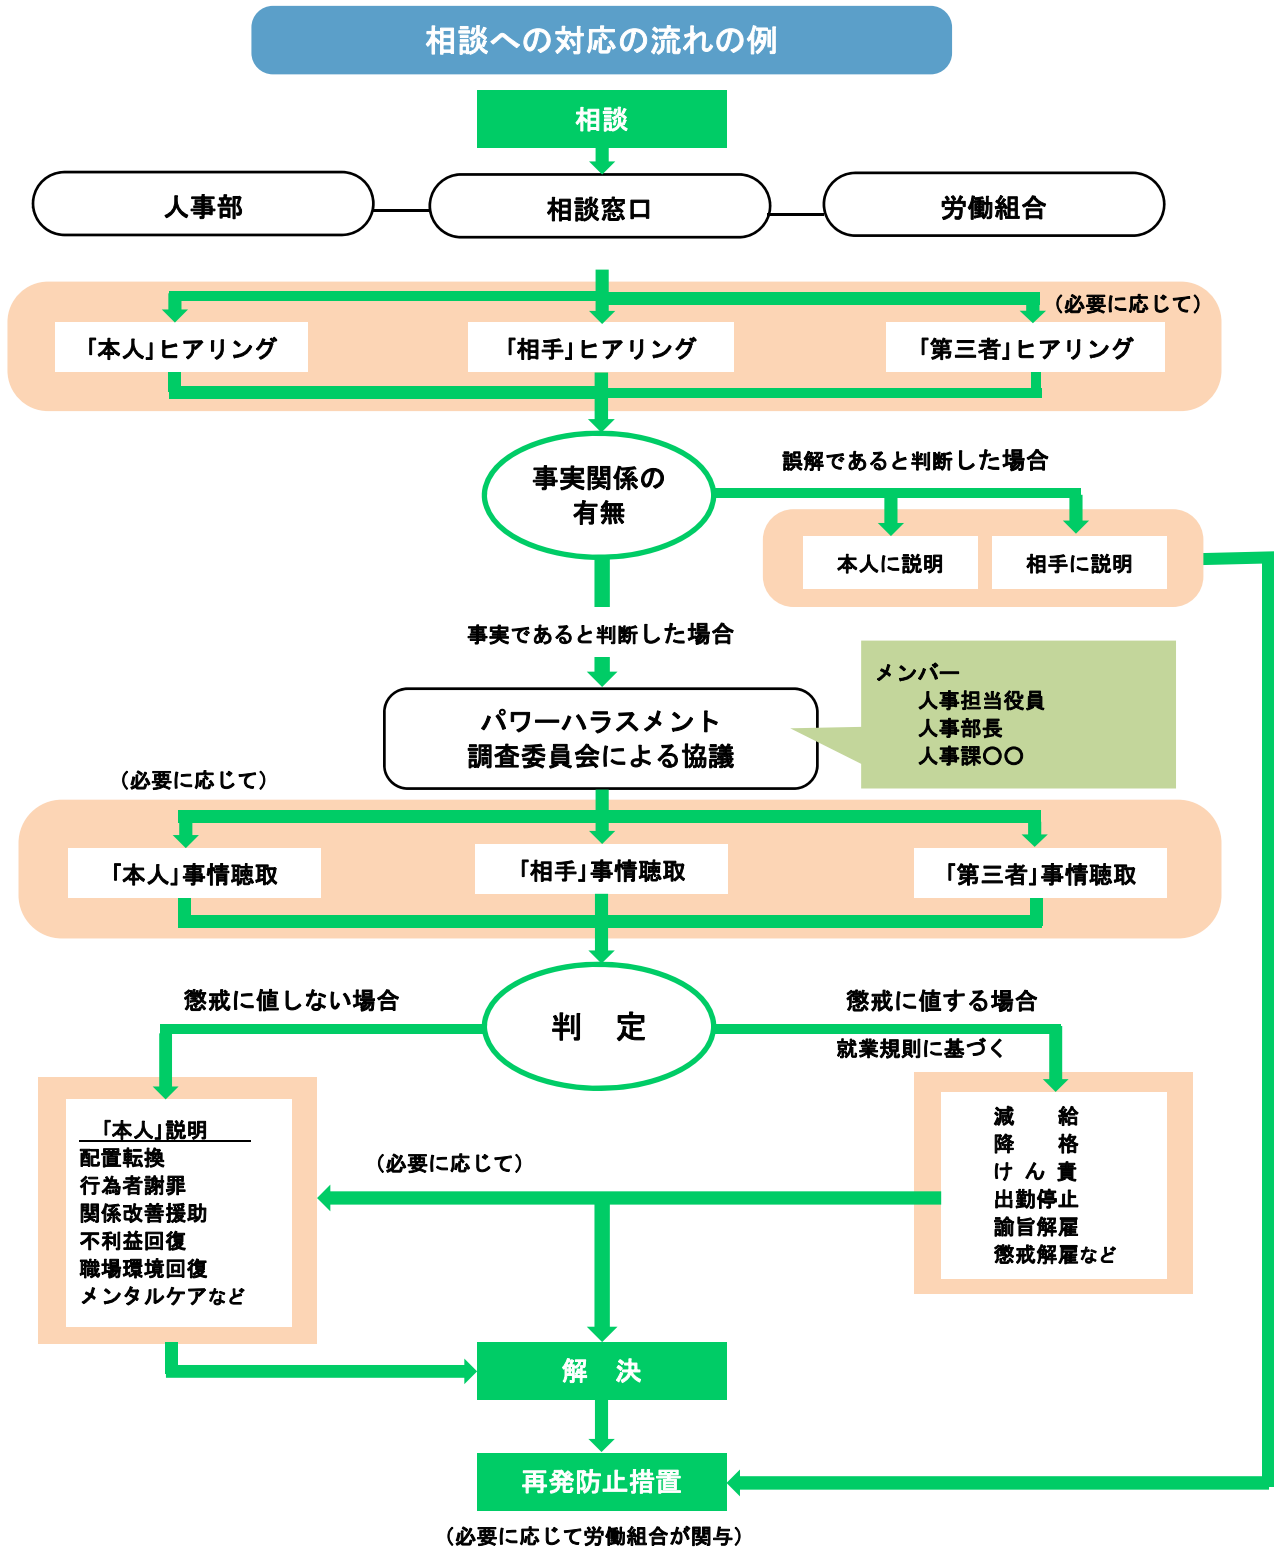 相談への対応の流れの例
相談
人事部
相談窓口
労働組合
（必要に応じて）
「本人」ヒアリング
「相手」ヒアリング
「第三者」ヒアリング
事実関係の
有無
誤解であると判断した場合
本人に説明
相手に説明
事実であると判断した場合
パワーハラスメント
調査委員会による協議
メンバー
人事担当役員
人事部長
人事課〇〇
（必要に応じて）
「本人」事情聴取
「相手」事情聴取
「第三者」事情聴取
懲戒に値しない場合
判　定
懲戒に値する場合
就業規則に基づく
「本人」説明
配置転換
行為者謝罪
関係改善援助
不利益回復
職場環境回復
メンタルケアなど
（必要に応じて）
減　　給
降　　格
け ん 責
出勤停止
諭旨解雇
懲戒解雇など
解　決
再発防止措置
（必要に応じて労働組合が関与）